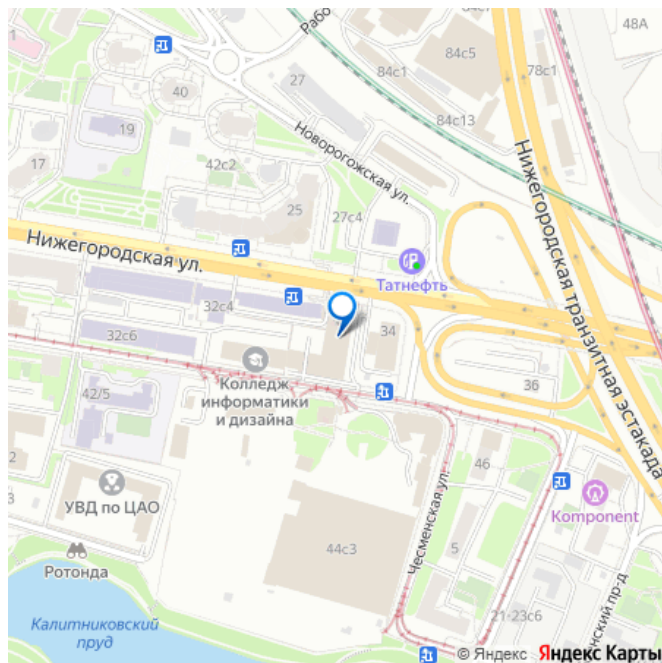 48А
84с5
84с1
78с1
27
40
84с13
19
Новорогожская ул.
17
42с2
25
27с4
Нижегородская ул.
Нижегородская транзитная эстакада
Татнефть
32с4
34
32с6
Колледж
информатики
и дизайна
36
42/5
2
46
УВД по ЦАО
Чесменская ул.
Komponent
44с3
5
Ротонда
21-23с6
Калитниковский
пруд
© Яндекс Яндекс Карты